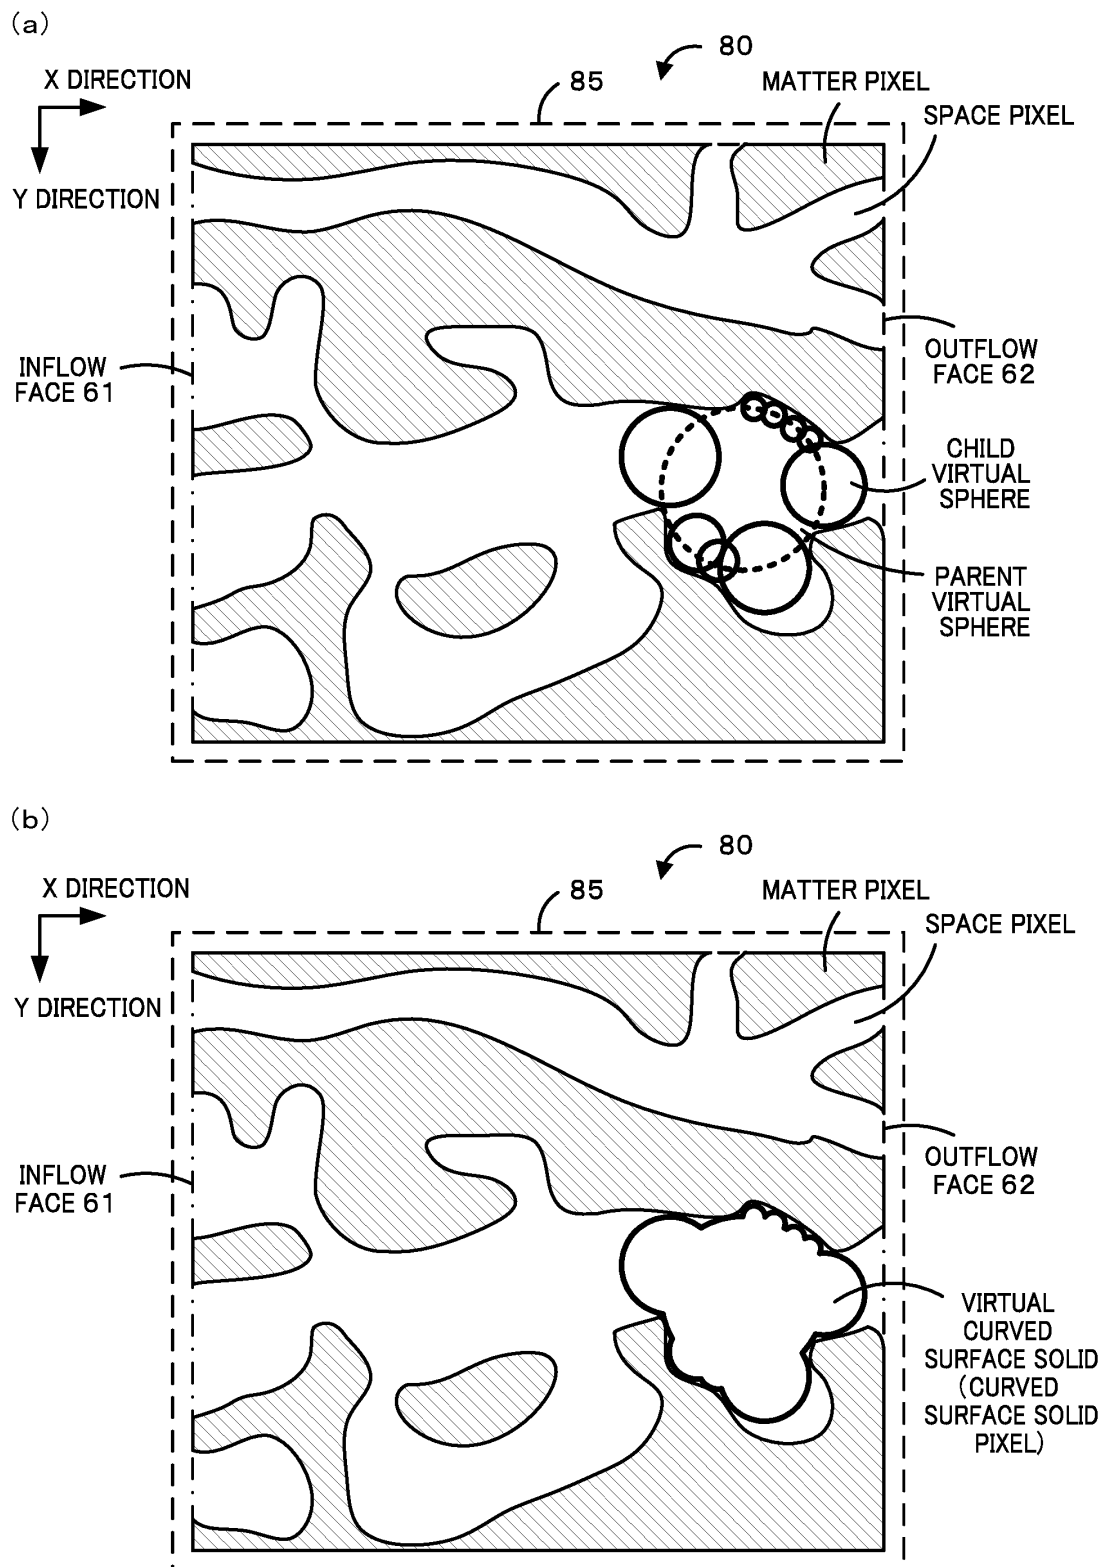 (a)
80
X DIRECTION
85
MATTER PIXEL
SPACE PIXEL
Y DIRECTION
INFLOW
FACE 61
OUTFLOW
FACE 62
CHILD
VIRTUAL
SPHERE
PARENT
VIRTUAL
SPHERE
(b)
80
X DIRECTION
85
MATTER PIXEL
SPACE PIXEL
Y DIRECTION
INFLOW
FACE 61
OUTFLOW
FACE 62
VIRTUAL
CURVED
SURFACE SOLID
(CURVED
SURFACE SOLID
PIXEL)